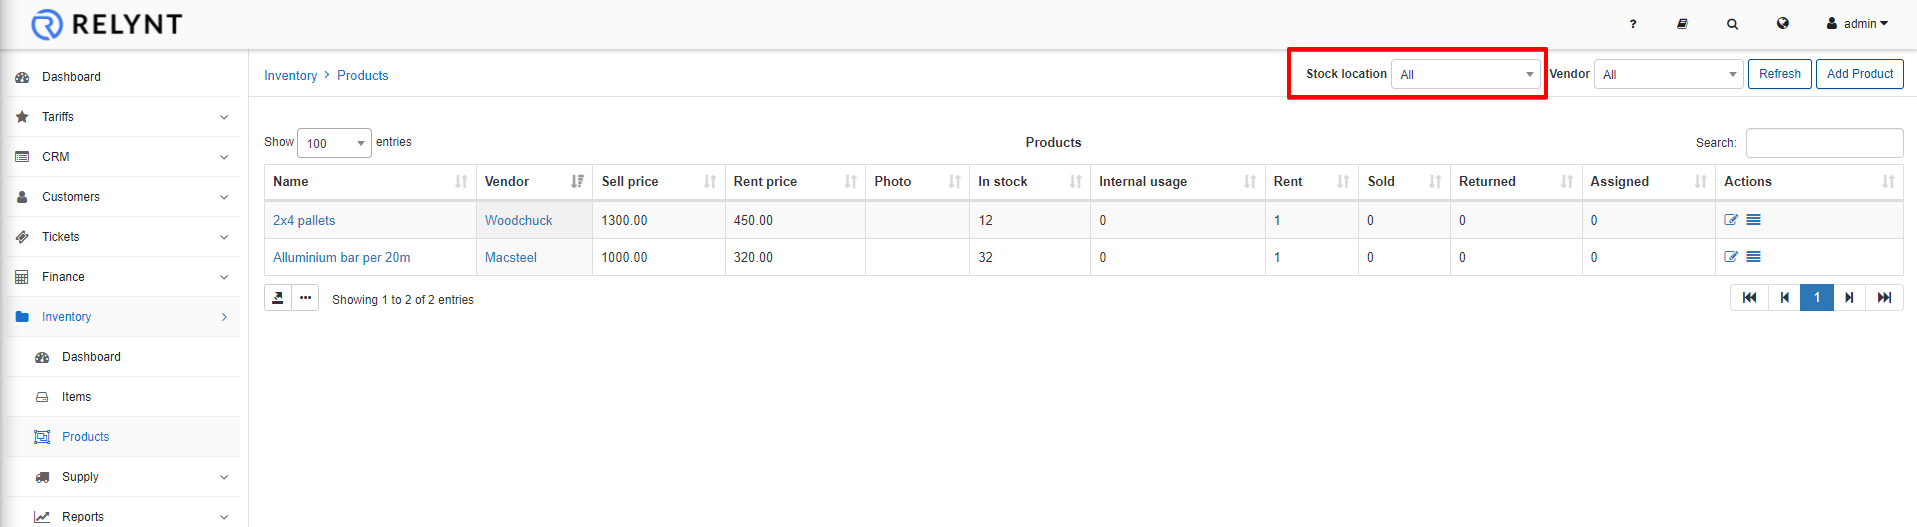 RELYNT
? admin
Dashboard
Tariffs
CRM
Customers
Tickets
Finance
Inventory
Dashboard
Items
Products
Supply
Reports
Inventory > Products
Stock location All Vendor All Refresh Add Product
Show 100 entries Products Search:
Name Vendor Sell price Rent price Photo In stock Internal usage Rent Sold Returned Assigned Actions
2x4 pallets Woodchuck 1300.00 450.00 12 0 1 0 0 0
Alluminium bar per 20m Macsteel 1000.00 320.00 32 0 1 0 0 0
Showing 1 to 2 of 2 entries 1